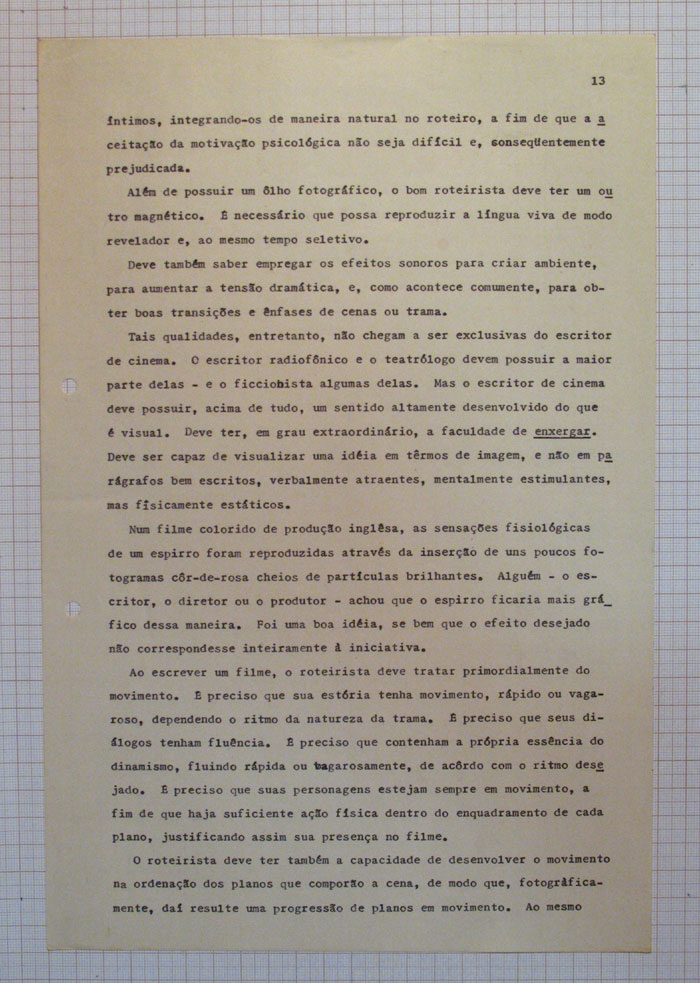 13
íntimos, integrando-os de maneira natural no roteiro, a fim de que a a
ceitação da motivação psicológica não seja difícil e, sonseqüentemente
prejudicada.
Além de possuir um ôlho fotográfico, o bom roteirista deve ter um ou
tro magnético. É necessário que possa reproduzir a língua viva de modo
revelador e, ao mesmo tempo seletivo.
Deve também saber empregar os efeitos sonoros para criar ambiente,
para aumentar a tensão dramática, e, como acontece comumente, para ob-
ter boas transições e ênfases de cenas ou trama.
Tais qualidades, entretanto, não chegam a ser exclusivas do escritor
de cinema. O escritor radiofônico e o teatrólogo devem possuir a maior
parte delas - e o ficcionista algumas delas. Mas o escritor de cinema
deve possuir, acima de tudo, um sentido altamente desenvolvido do que
é visual. Deve ter, em grau extraordinário, a faculdade de enxergar.
Deve ser capaz de visualizar uma idéia em têrmos de imagem, e não em pa
rágrafos bem escritos, verbalmente atraentes, mentalmente estimulantes,
mas fisicamente estáticos.
Num filme colorido de produção inglêsa, as sensações fisiológicas
de um espirro foram reproduzidas através da inserção de uns poucos fo-
togramas côr-de-rosa cheios de partículas brilhantes. Alguém - o es-
critor, o diretor ou o produtor - achou que o espirro ficaria mais grá_
fico dessa maneira. Foi uma boa idéia, se bem que o efeito desejado
não correspondesse inteiramente à iniciativa.
Ao escrever um filme, o roteirista deve tratar primordialmente do
movimento. É preciso que sua estória tenha movimento, rápido ou vaga-
roso, dependendo o ritmo da natureza da trama. É preciso que seus di-
álogos tenham fluência. É preciso que contenham a própria essência do
dinamismo, fluindo rápida ou vagarosamente, de acôrdo com o ritmo dese
jado. É preciso que suas personagens estejam sempre em movimento, a
fim de que haja suficiente ação física dentro do enquadramento de cada
plano, justificando assim sua presença no filme.
O roteirista deve ter também a capacidade de desenvolver o movimento
na ordenação dos planos que comporão a cena, de modo que, fotogràfica-
mente, daí resulte uma progressão de planos em movimento. Ao mesmo